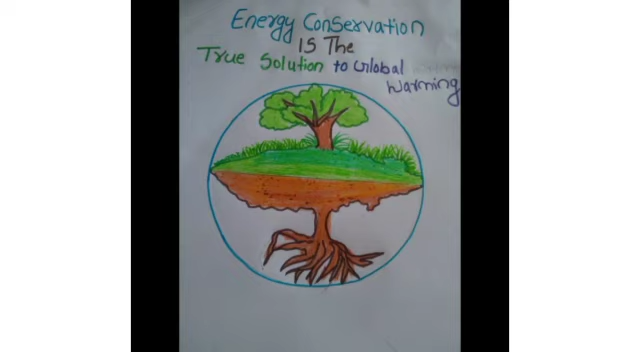 Energy Conservation
IS The
True Solution to Global
Warming